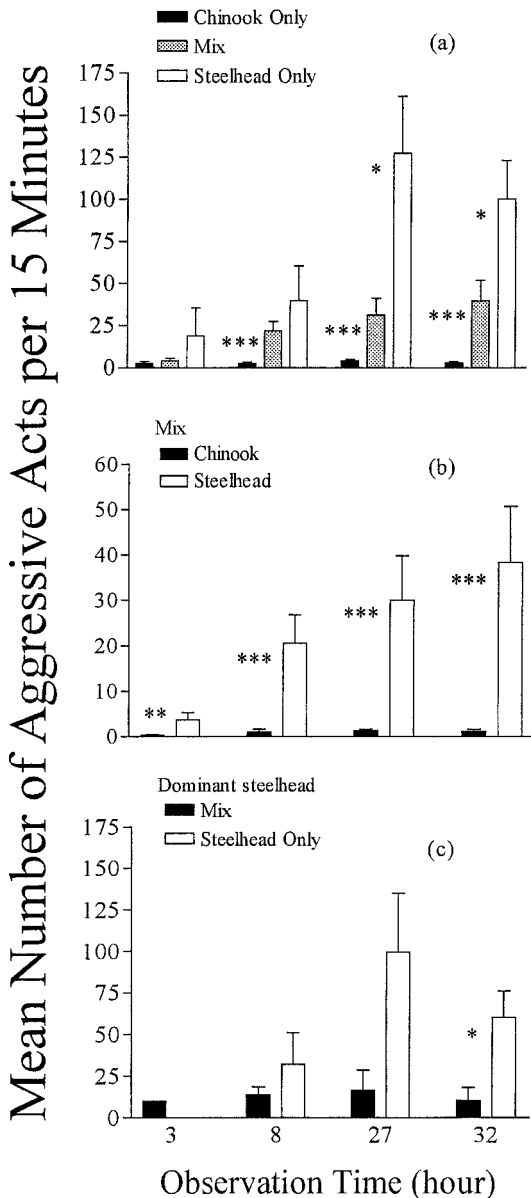 Mean Number of Aggressive Acts per 15 Minutes
Chinook Only
Mix
Steelhead Only
(a)
175
150
125
100
75
50
25
0
***
***
*
***
*
Mix
Chinook
Steelhead
(b)
60
50
40
30
20
10
0
**
***
***
***
Dominant steelhead
Mix
Steelhead Only
(c)
175
150
125
100
75
50
25
0
*
3 8 27 32
Observation Time (hour)